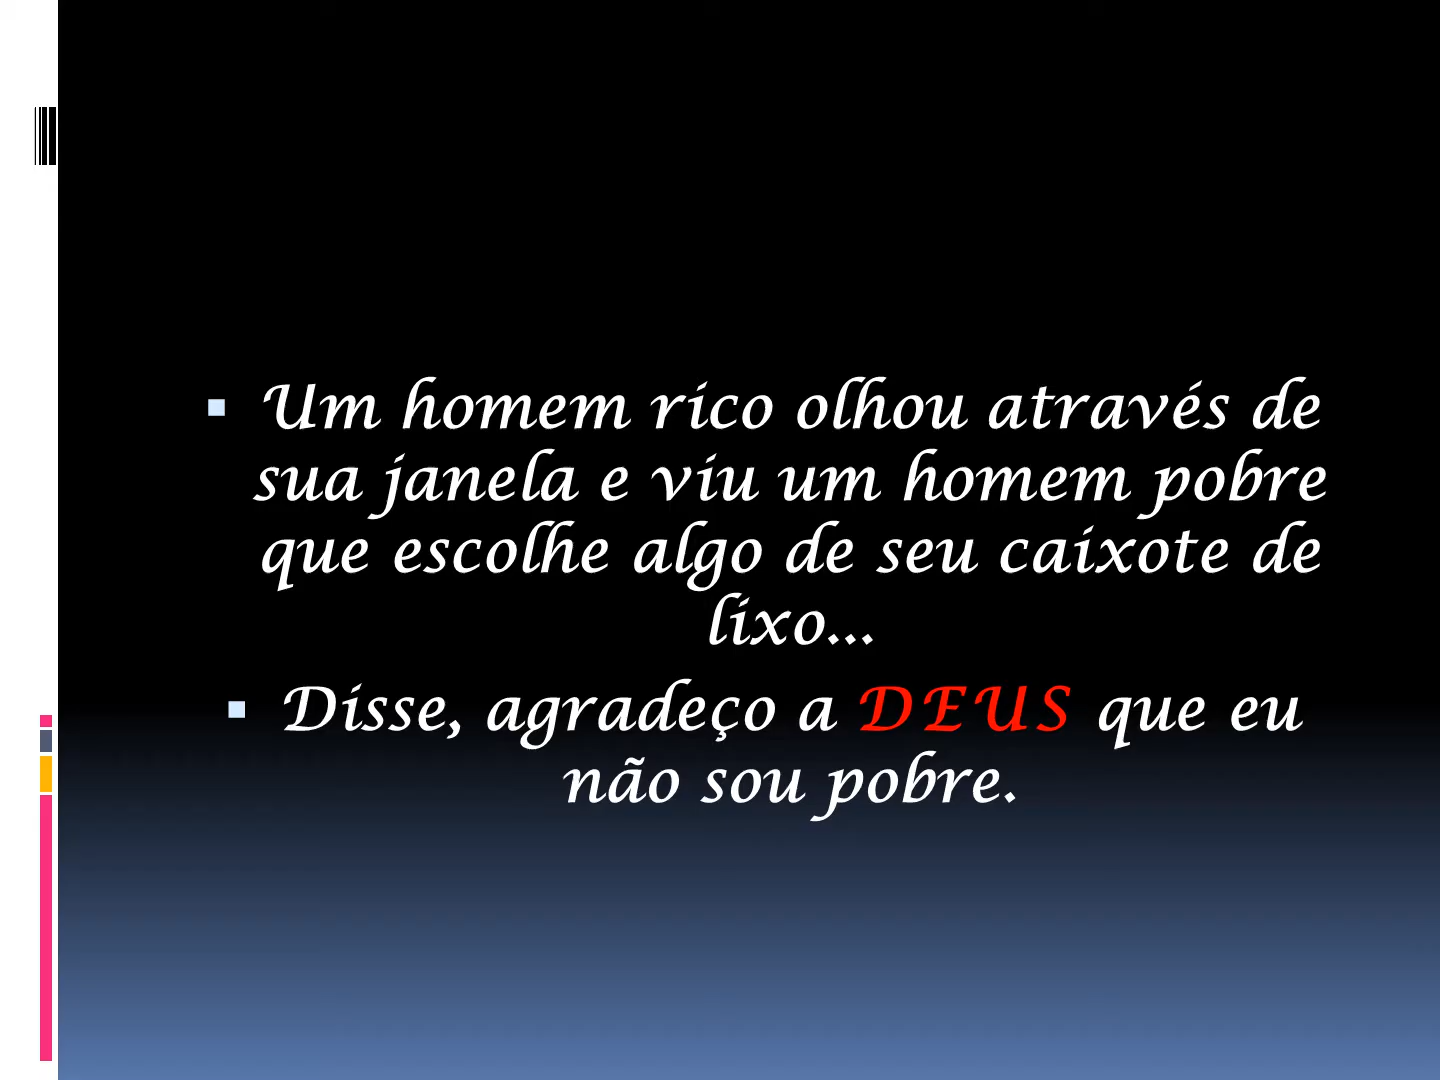 Um homem rico olhou através de
sua janela e viu um homem pobre
que escolhe algo de seu caixote de
lixo...
Disse, agradeço a DEUS que eu
não sou pobre.